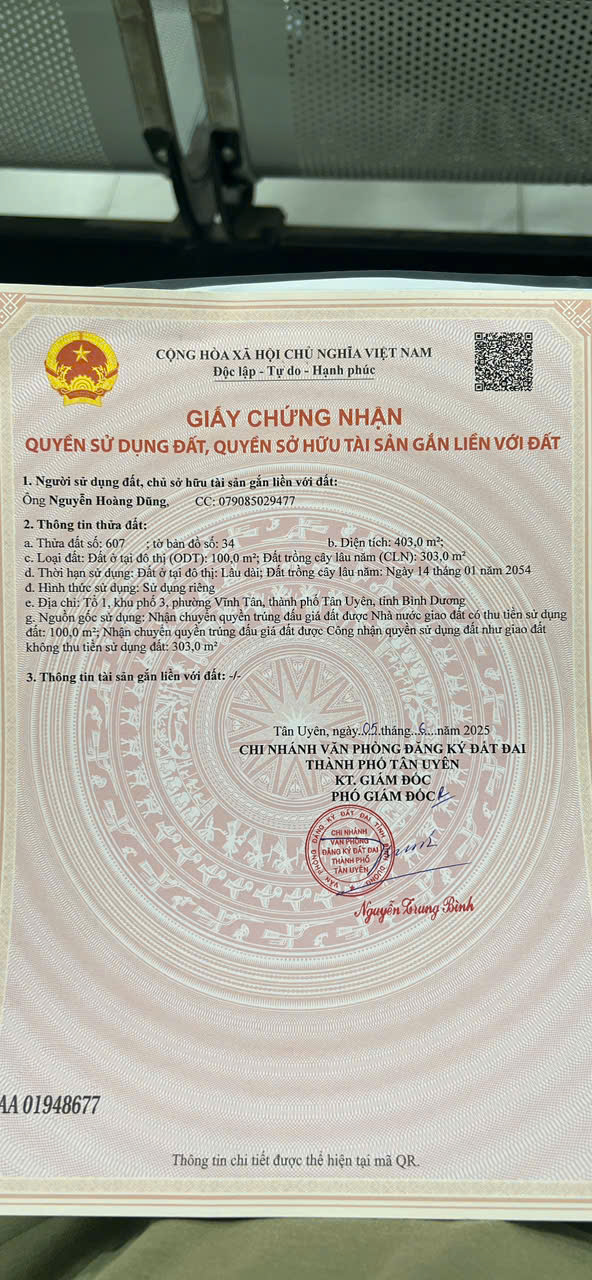 CỘNG HÒA XÃ HỘI CHỦ NGHĨA VIỆT NAM
Độc lập - Tự do - Hạnh phúc
GIẤY CHỨNG NHẬN
QUYỀN SỬ DỤNG ĐẤT, QUYỀN SỞ HỮU TÀI SẢN GẮN LIỀN VỚI ĐẤT
1. Người sử dụng đất, chủ sở hữu tài sản gắn liền với đất:
Ông Nguyễn Hoàng Dũng, CC: 079085029477
2. Thông tin thửa đất:
a. Thửa đất số: 607 ; tờ bản đồ số: 34 b. Diện tích: 403,0 m²;
c. Loại đất: Đất ở tại đô thị (ODT): 100,0 m²; Đất trồng cây lâu năm (CLN): 303,0 m²
d. Thời hạn sử dụng: Đất ở tại đô thị: Lâu dài; Đất trồng cây lâu năm: Ngày 14 tháng 01 năm 2054
đ. Hình thức sử dụng: Sử dụng riêng
e. Địa chỉ: Tổ 1, khu phố 3, phường Vĩnh Tân, thành phố Tân Uyên, tỉnh Bình Dương
g. Nguồn gốc sử dụng: Nhận chuyển quyền trúng đấu giá đất được Nhà nước giao đất có thu tiền sử dụng
đất: 100,0 m²; Nhận chuyển quyền trúng đấu giá đất được Công nhận quyền sử dụng đất như giao đất
không thu tiền sử dụng đất: 303,0 m²
3. Thông tin tài sản gắn liền với đất: -/-
Tân Uyên, ngày..05.tháng..6...năm 2025
CHI NHÁNH VĂN PHÒNG ĐĂNG KÝ ĐẤT ĐAI
THÀNH PHỐ TÂN UYÊN
KT. GIÁM ĐỐC
PHÓ GIÁM ĐỐC
VĂN PHÒNG ĐĂNG KÝ ĐẤT ĐAI TỈNH BÌNH DƯƠNG
CHI NHÁNH
VĂN PHÒNG
ĐĂNG KÝ ĐẤT ĐAI
THÀNH PHỐ
TÂN UYÊN
Nguyễn Trung Bình
AA 01948677
Thông tin chi tiết được thể hiện tại mã QR.